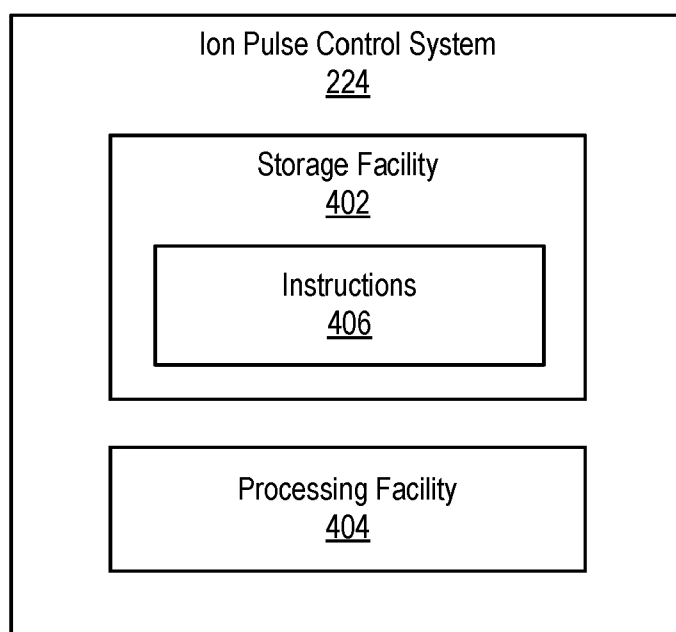 Ion Pulse Control System
224
Storage Facility
402
Instructions
406
Processing Facility
404